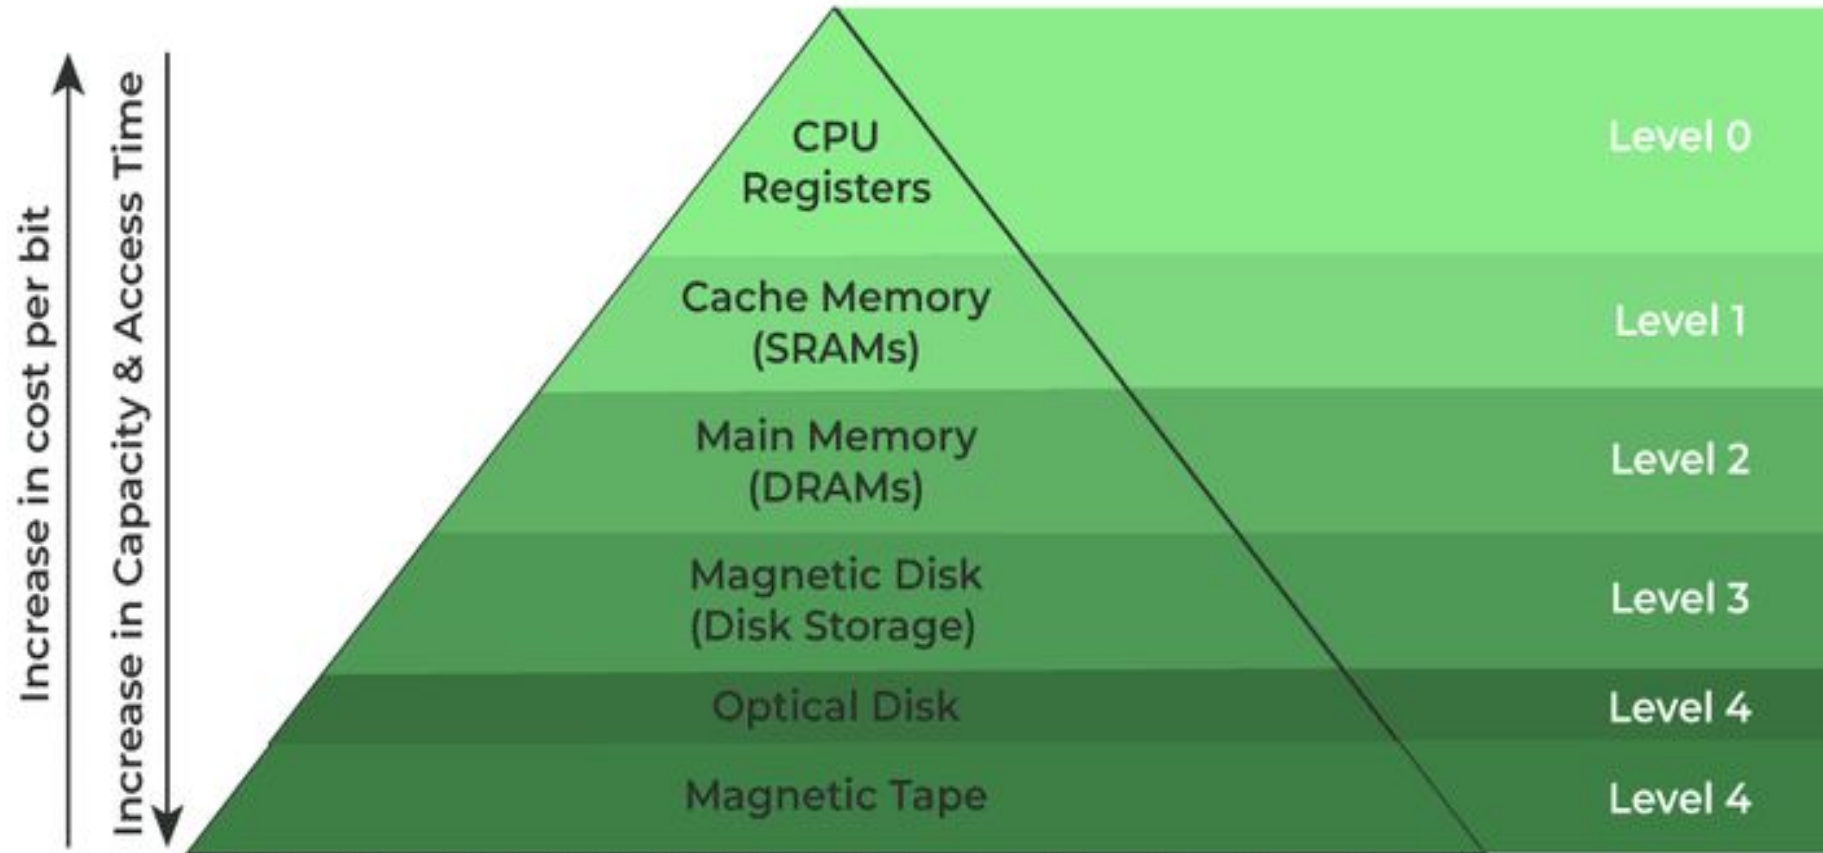 Increase in cost per bit
Increase in Capacity & Access Time
CPU
Registers
Level 0
Cache Memory
(SRAMs)
Level 1
Main Memory
(DRAMs)
Level 2
Magnetic Disk
(Disk Storage)
Level 3
Optical Disk
Level 4
Magnetic Tape
Level 4